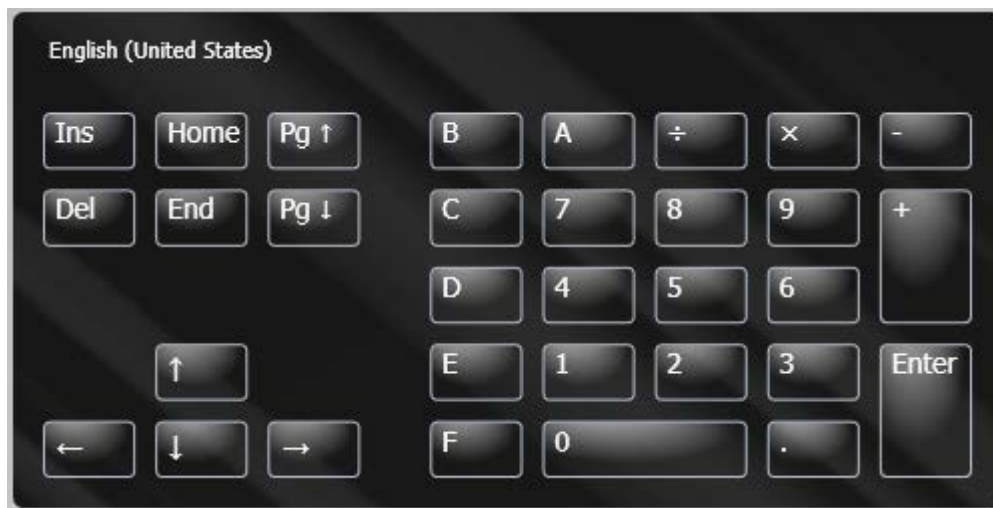 English (United States)
Ins Home Pg ↑ B A ÷ × -
Del End Pg ↓ C 7 8 9 +
D 4 5 6
↑ E 1 2 3 Enter
← ↓ → F 0 .